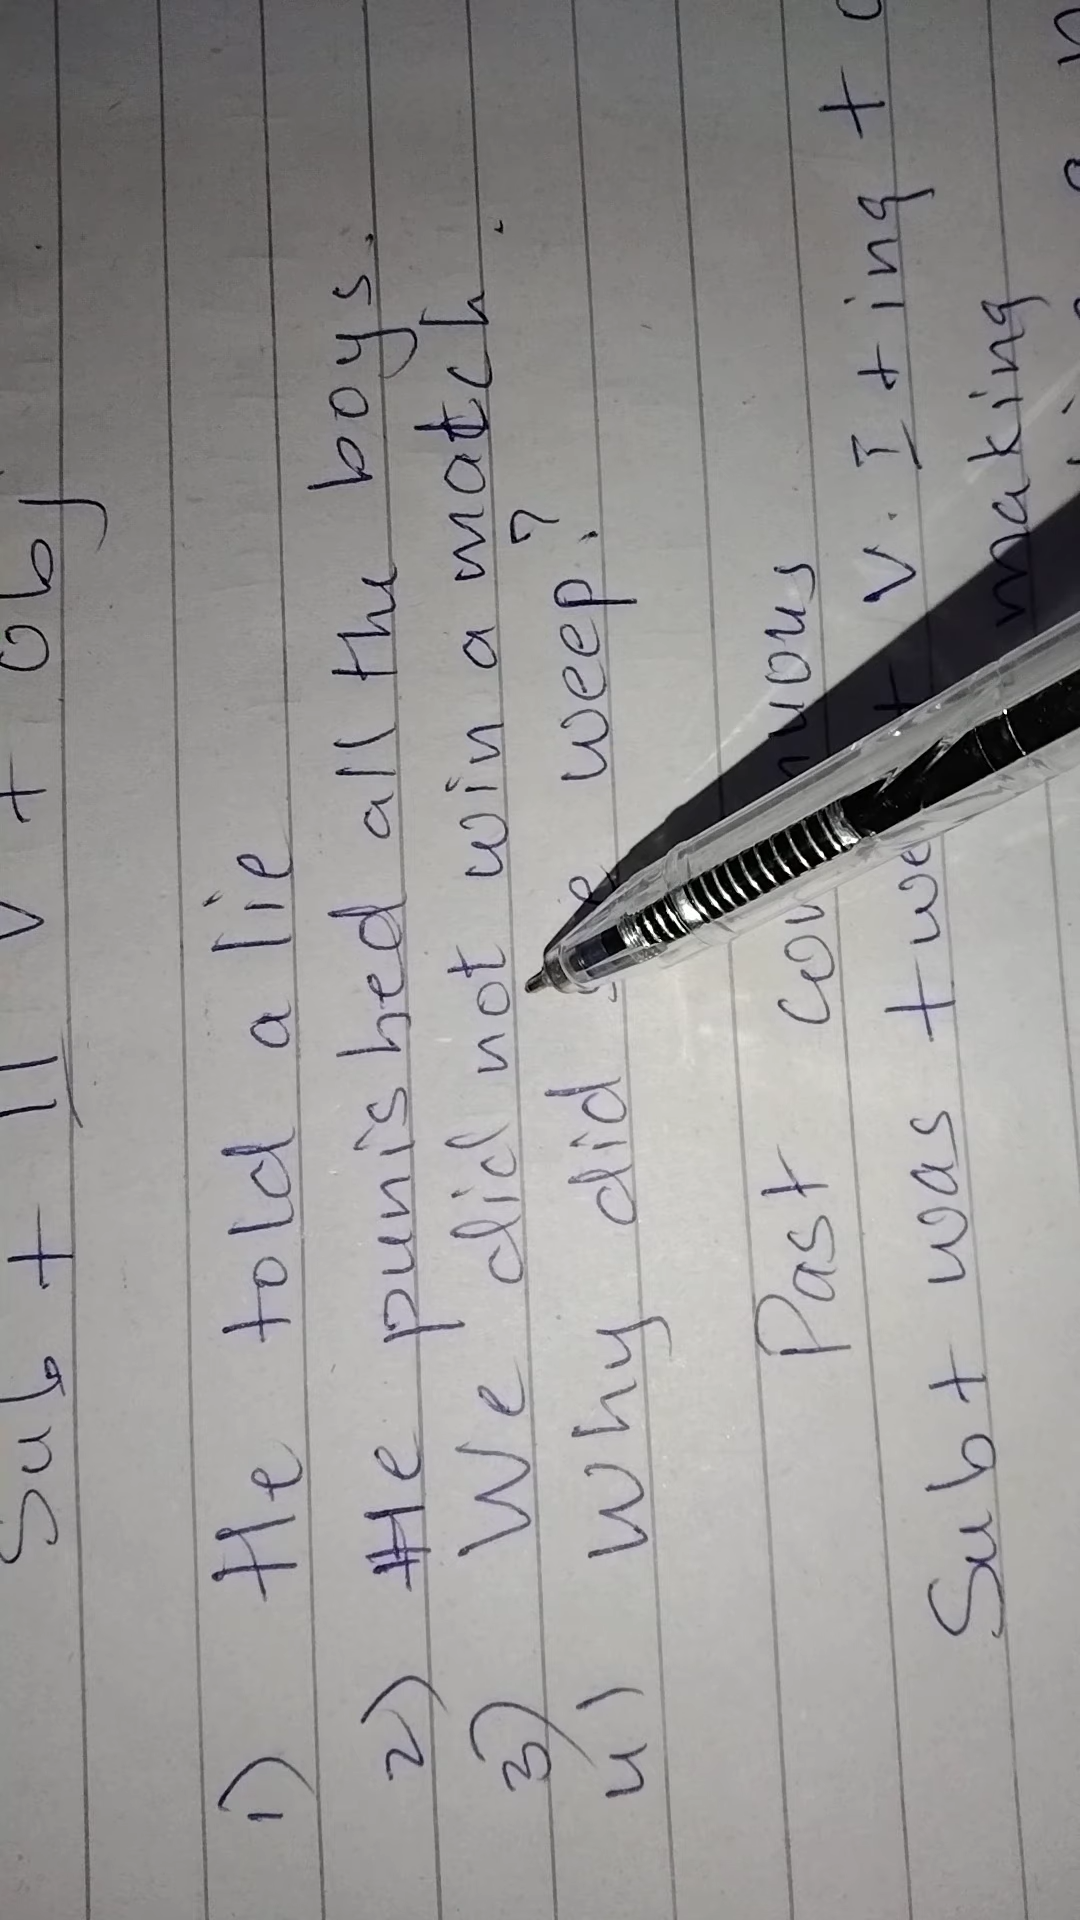 Sub + II V + obj
1) He told a lie
2) He punished all the boys.
3) We did not win a match.
4) Why did weep?
Past
Sub + was + V. I + ing +
making